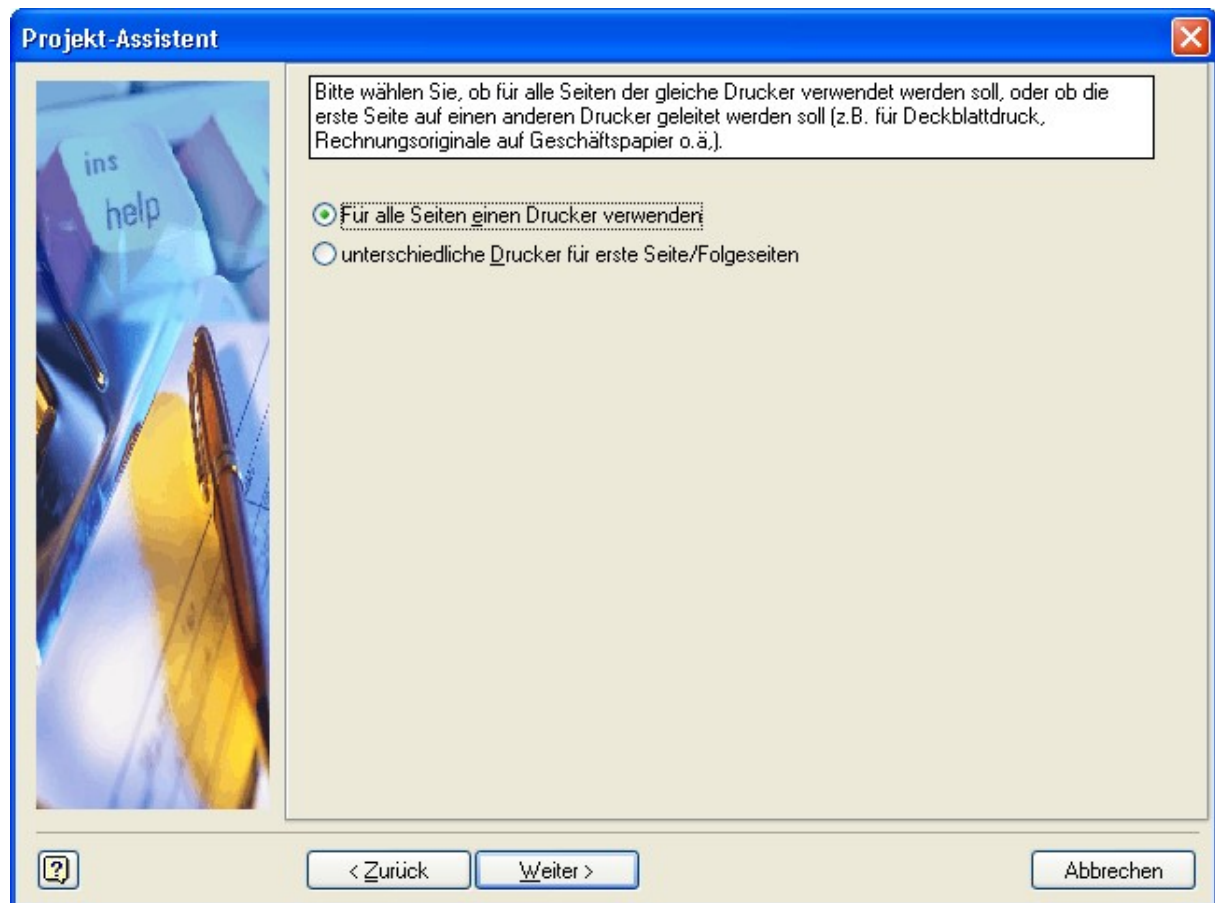 Projekt-Assistent
Bitte wählen Sie, ob für alle Seiten der gleiche Drucker verwendet werden soll, oder ob die
erste Seite auf einen anderen Drucker geleitet werden soll (z.B. für Deckblattdruck,
Rechnungsoriginale auf Geschäftspapier o.ä,).
ins
help
Für alle Seiten einen Drucker verwenden
unterschiedliche Drucker für erste Seite/Folgeseiten
?
< Zurück
Weiter >
Abbrechen